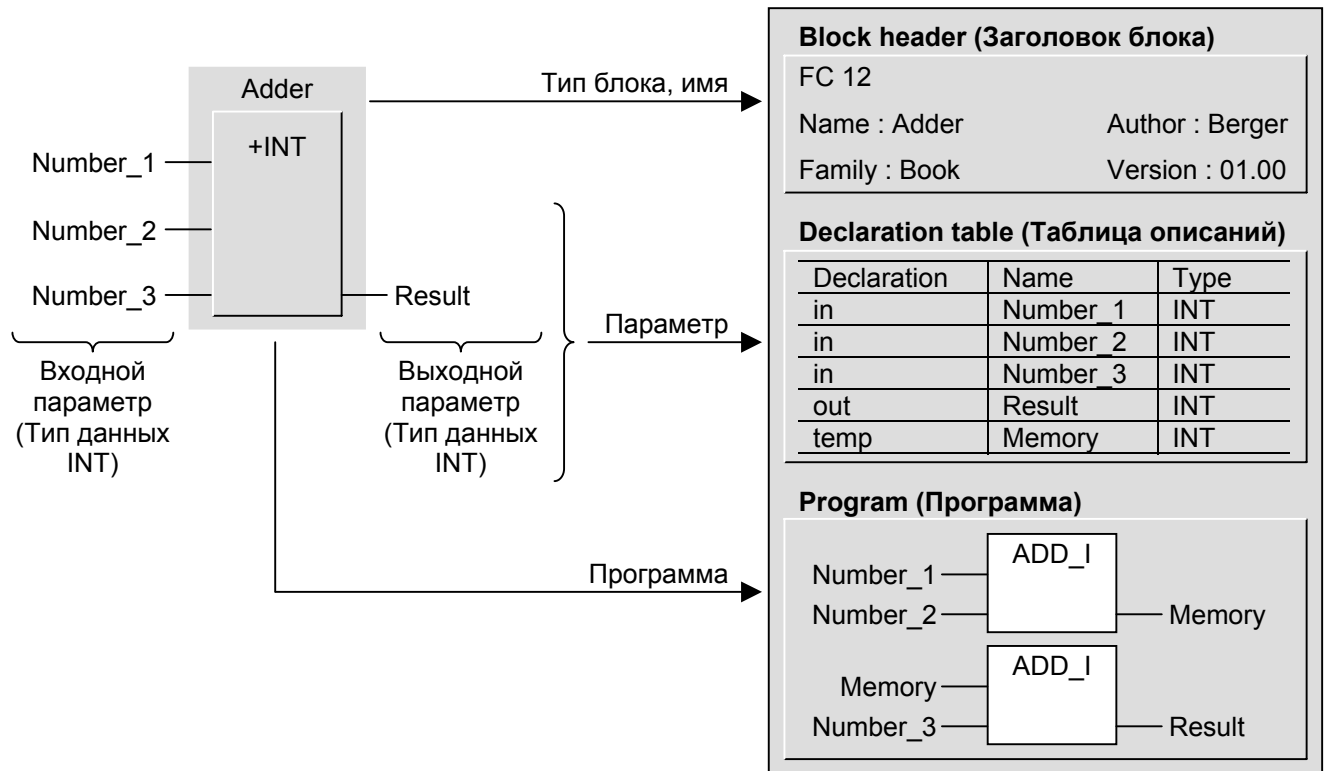 Adder
+INT
Number_1
Number_2
Number_3
Result
Входной
параметр
(Тип данных
INT)
Выходной
параметр
(Тип данных
INT)
Тип блока, имя
Параметр
Программа
Block header (Заголовок блока)
FC 12
Name : Adder Author : Berger
Family : Book Version : 01.00
Declaration table (Таблица описаний)
Declaration Name Type
in Number_1 INT
in Number_2 INT
in Number_3 INT
out Result INT
temp Memory INT
Program (Программа)
ADD_I
Number_1
Number_2 Memory
ADD_I
Memory
Number_3 Result